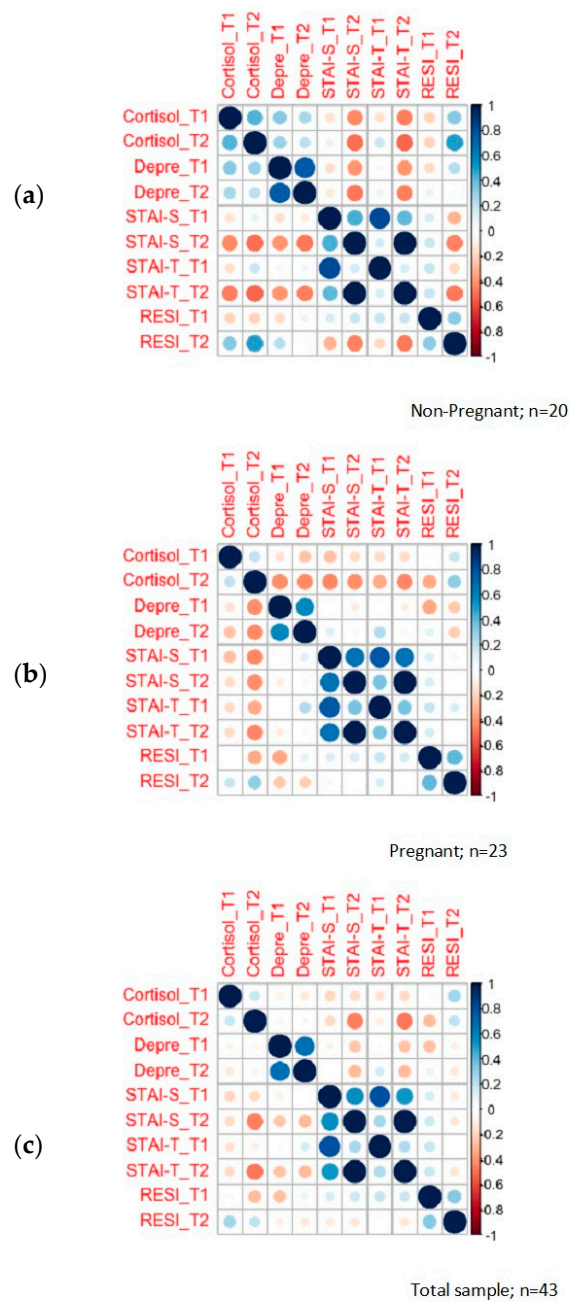 Cortisol_T1 Cortisol_T2 Depre_T1 Depre_T2 STAI-S_T1 STAI-S_T2 STAI-T_T1 STAI-T_T2 RESI_T1 RESI_T2
(a)
Cortisol_T1
Cortisol_T2
Depre_T1
Depre_T2
STAI-S_T1
STAI-S_T2
STAI-T_T1
STAI-T_T2
RESI_T1
RESI_T2
1
0.8
0.6
0.4
0.2
0
-0.2
-0.4
-0.6
-0.8
-1
Non-Pregnant; n=20
Cortisol_T1 Cortisol_T2 Depre_T1 Depre_T2 STAI-S_T1 STAI-S_T2 STAI-T_T1 STAI-T_T2 RESI_T1 RESI_T2
(b)
Cortisol_T1
Cortisol_T2
Depre_T1
Depre_T2
STAI-S_T1
STAI-S_T2
STAI-T_T1
STAI-T_T2
RESI_T1
RESI_T2
1
0.8
0.6
0.4
0.2
0
-0.2
-0.4
-0.6
-0.8
-1
Pregnant; n=23
Cortisol_T1 Cortisol_T2 Depre_T1 Depre_T2 STAI-S_T1 STAI-S_T2 STAI-T_T1 STAI-T_T2 RESI_T1 RESI_T2
(c)
Cortisol_T1
Cortisol_T2
Depre_T1
Depre_T2
STAI-S_T1
STAI-S_T2
STAI-T_T1
STAI-T_T2
RESI_T1
RESI_T2
1
0.8
0.6
0.4
0.2
0
-0.2
-0.4
-0.6
-0.8
-1
Total sample; n=43